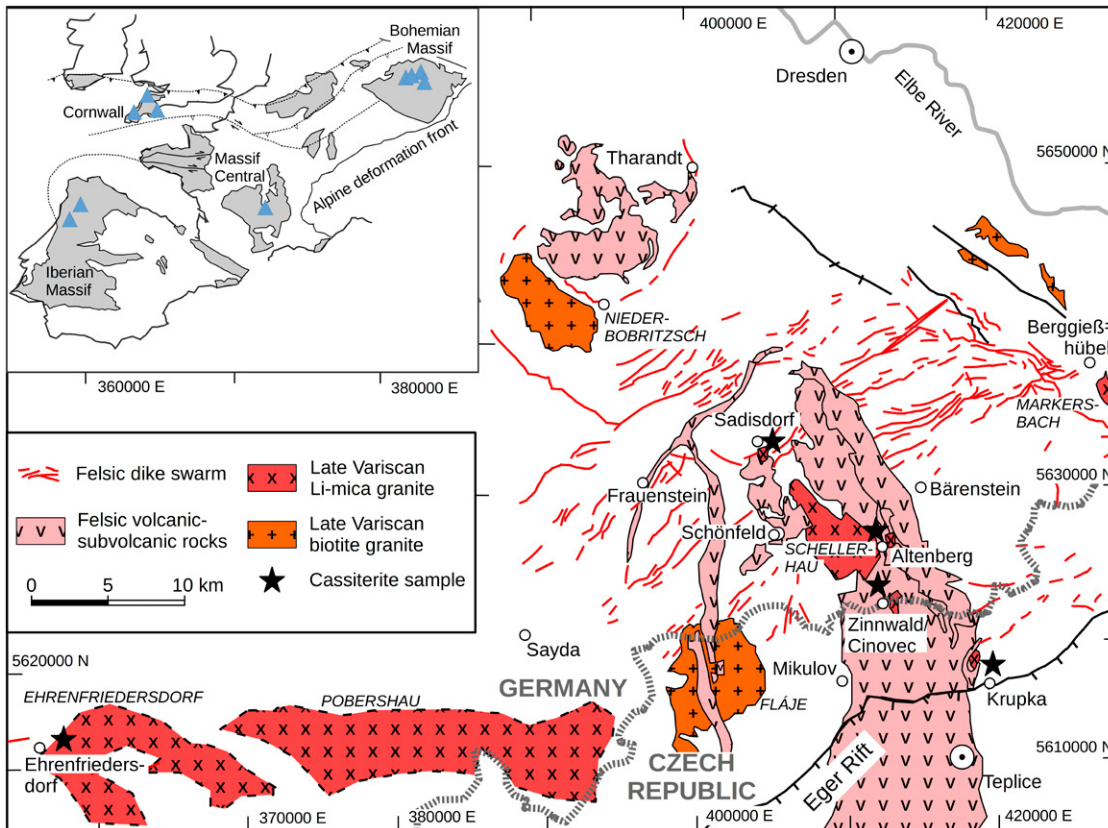 Bohemian
Massif
Cornwall
Massif
Central
Alpine deformation front
Iberian
Massif
360000 E
380000 E
400000 E
420000 E
Dresden
Elbe River
5650000 N
Tharandt
NIEDER-
BOBRITZSCH
Berggieß=
hübel
MARKERS-
BACH
Sadisdorf
5630000 N
Frauenstein
Bärenstein
Schönfeld
SCHELLER-
HAU
Altenberg
Zinnwald/
Cinovec
Felsic dike swarm
Late Variscan
Li-mica granite
Felsic volcanic-
subvolcanic rocks
Late Variscan
biotite granite
0 5 10 km
Cassiterite sample
Sayda
Mikulov
Krupka
5620000 N
EHRENFRIEDERSDORF
POBERSHAU
GERMANY
FLÁJE
Ehrenfrieders-
dorf
CZECH
REPUBLIC
Eger Rift
5610000 N
Teplice
370000 E
380000 E
400000 E
420000 E